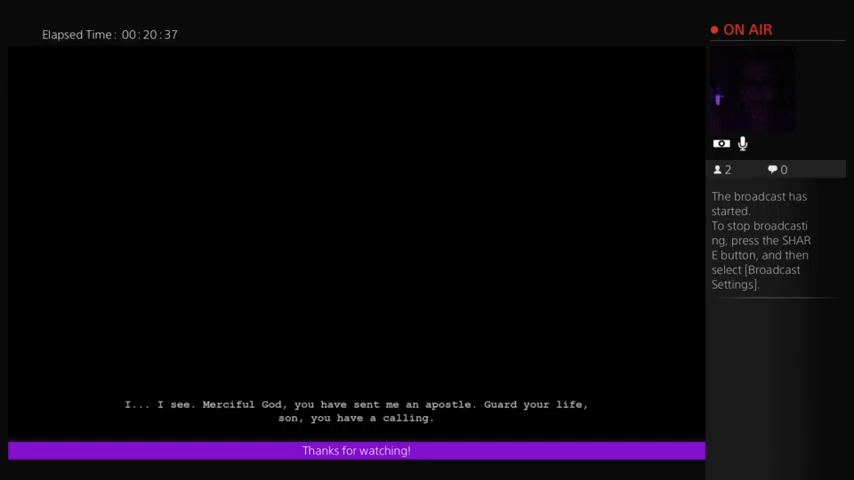 Elapsed Time: 00:20:37
ON AIR
2 0
The broadcast has
started.
To stop broadcasti
ng, press the SHAR
E button, and then
select [Broadcast
Settings].
I... I see. Merciful God, you have sent me an apostle. Guard your life,
son, you have a calling.
Thanks for watching!